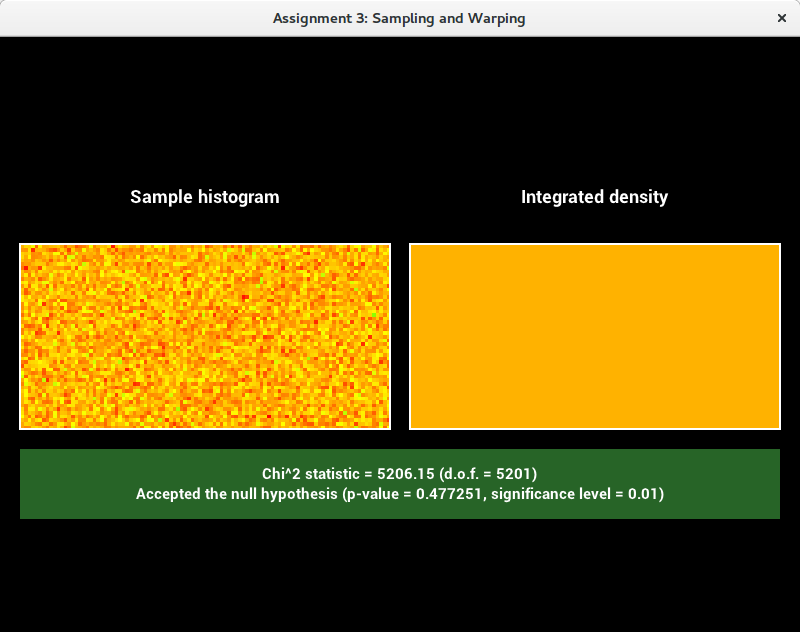 Assignment 3: Sampling and Warping
Sample histogram
Integrated density
Chi^2 statistic = 5206.15 (d.o.f. = 5201)
Accepted the null hypothesis (p-value = 0.477251, significance level = 0.01)